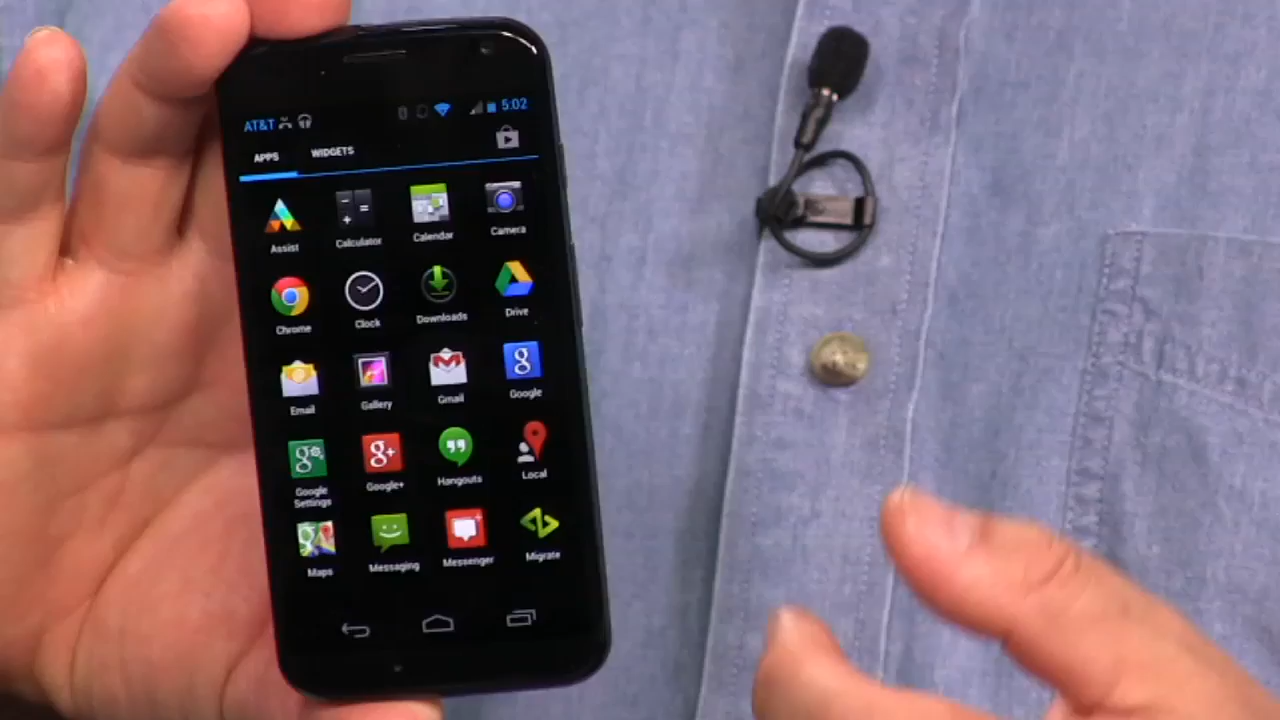 AT&T 5:02
APPS WIDGETS
Assist Calculator Calendar Camera
Chrome Clock Downloads Drive
Email Gallery Gmail Google
Google Settings Google+ Hangouts Local
Maps Messaging Messenger Migrate